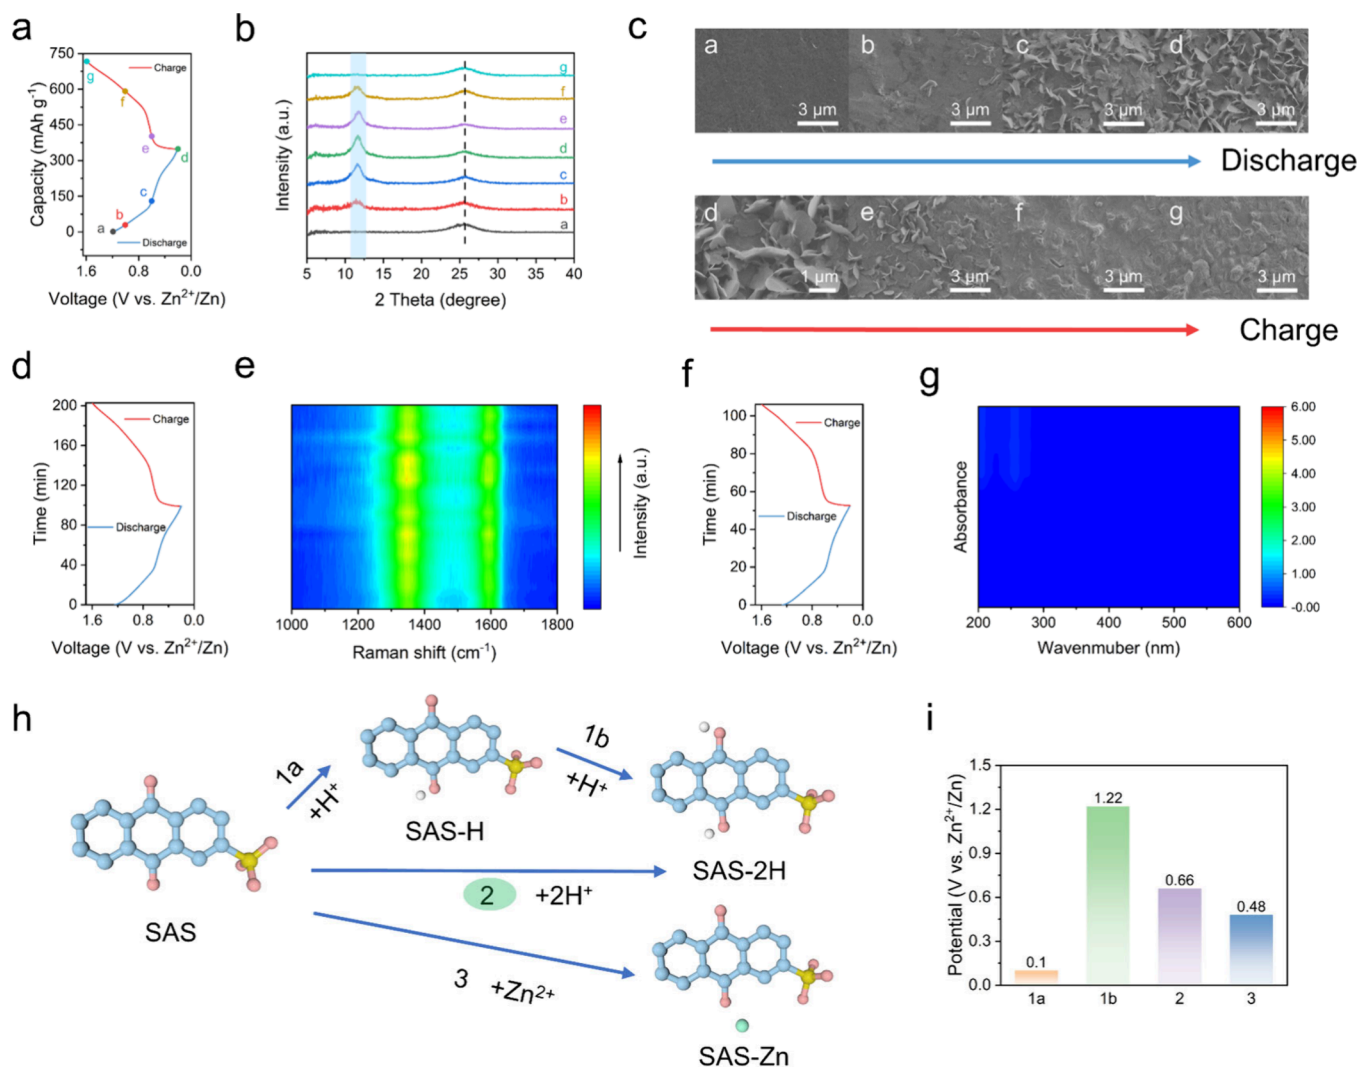 a
750
600
450
300
150
0
Capacity (mAh g⁻¹)
Charge
g
f
e
d
c
b
a
Discharge
1.6
0.8
0.0
Voltage (V vs. Zn²⁺/Zn)
b
Intensity (a.u.)
g
f
e
d
c
b
a
5
10
15
20
25
30
35
40
2 Theta (degree)
c
a
3 µm
b
3 µm
c
3 µm
d
3 µm
Discharge
d
1 µm
e
3 µm
f
3 µm
g
3 µm
Charge
d
200
160
120
80
40
0
Time (min)
Charge
Discharge
1.6
0.8
0.0
Voltage (V vs. Zn²⁺/Zn)
e
1000
1200
1400
1600
1800
Raman shift (cm⁻¹)
Intensity (a.u.)
f
100
80
60
40
20
0
Time (min)
Charge
Discharge
1.6
0.8
0.0
Voltage (V vs. Zn²⁺/Zn)
g
Absorbance
200
300
400
500
600
Wavenmuber (nm)
6.00
5.00
4.00
3.00
2.00
1.00
-0.00
h
SAS
1a
+H⁺
SAS-H
1b
+H⁺
SAS-2H
2
+2H⁺
3
+Zn²⁺
SAS-Zn
i
1.5
1.2
0.9
0.6
0.3
0.0
Potential (V vs. Zn²⁺/Zn)
0.1
1.22
0.66
0.48
1a
1b
2
3